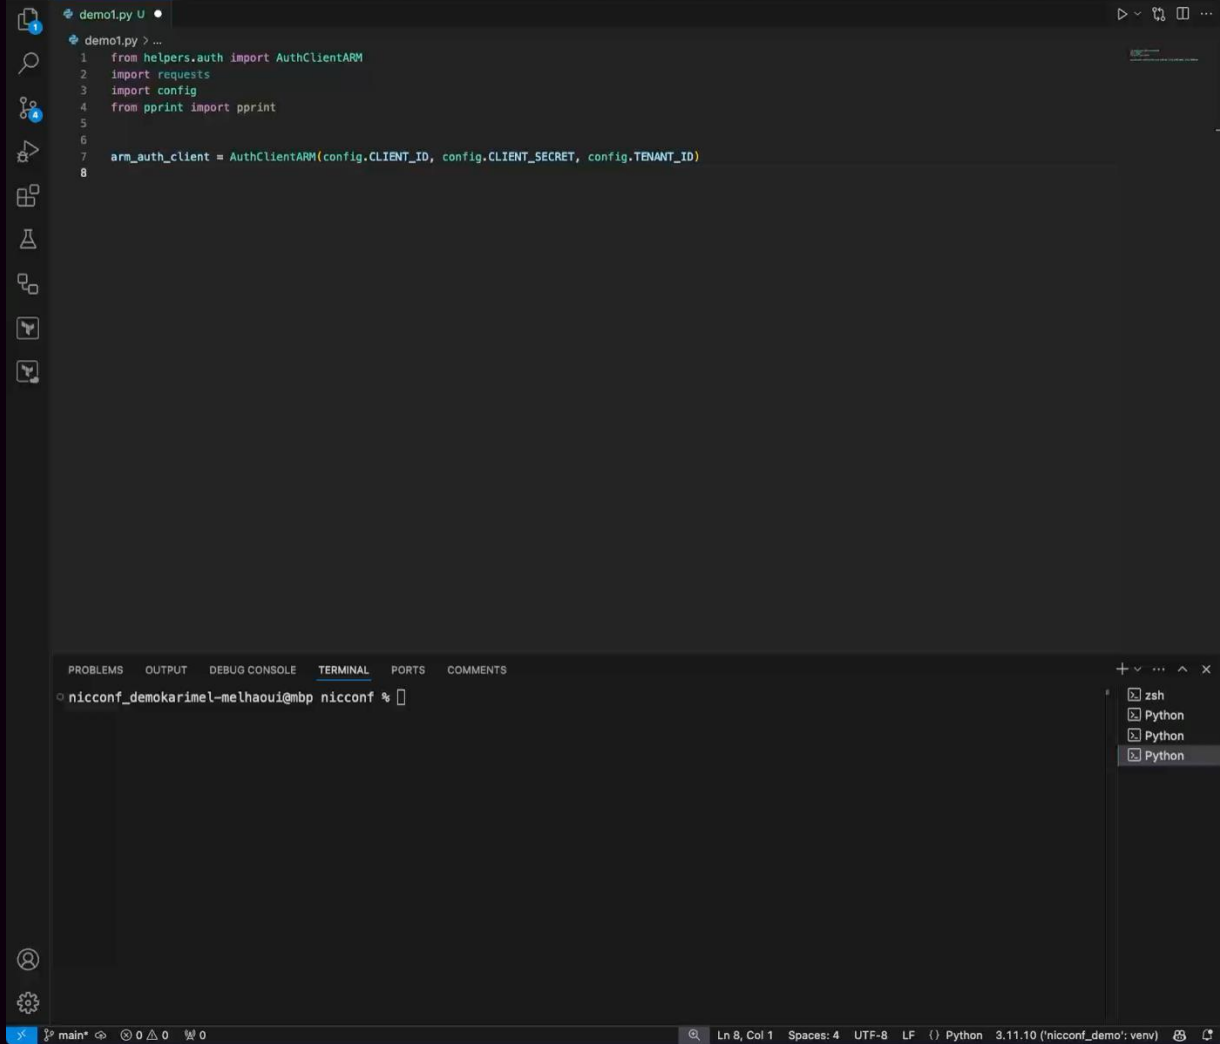 demo1.py U
demo1.py > ...
1 from helpers.auth import AuthClientARM
2 import requests
3 import config
4 from pprint import pprint
5
6
7 arm_auth_client = AuthClientARM(config.CLIENT_ID, config.CLIENT_SECRET, config.TENANT_ID)
8
1
4
PROBLEMS OUTPUT DEBUG CONSOLE TERMINAL PORTS COMMENTS
nicconf_demokarimel-melhaoui@mbp nicconf %
zsh
Python
Python
Python
main* 0 0 0 Ln 8, Col 1 Spaces: 4 UTF-8 LF {} Python 3.11.10 ('nicconf_demo': venv)